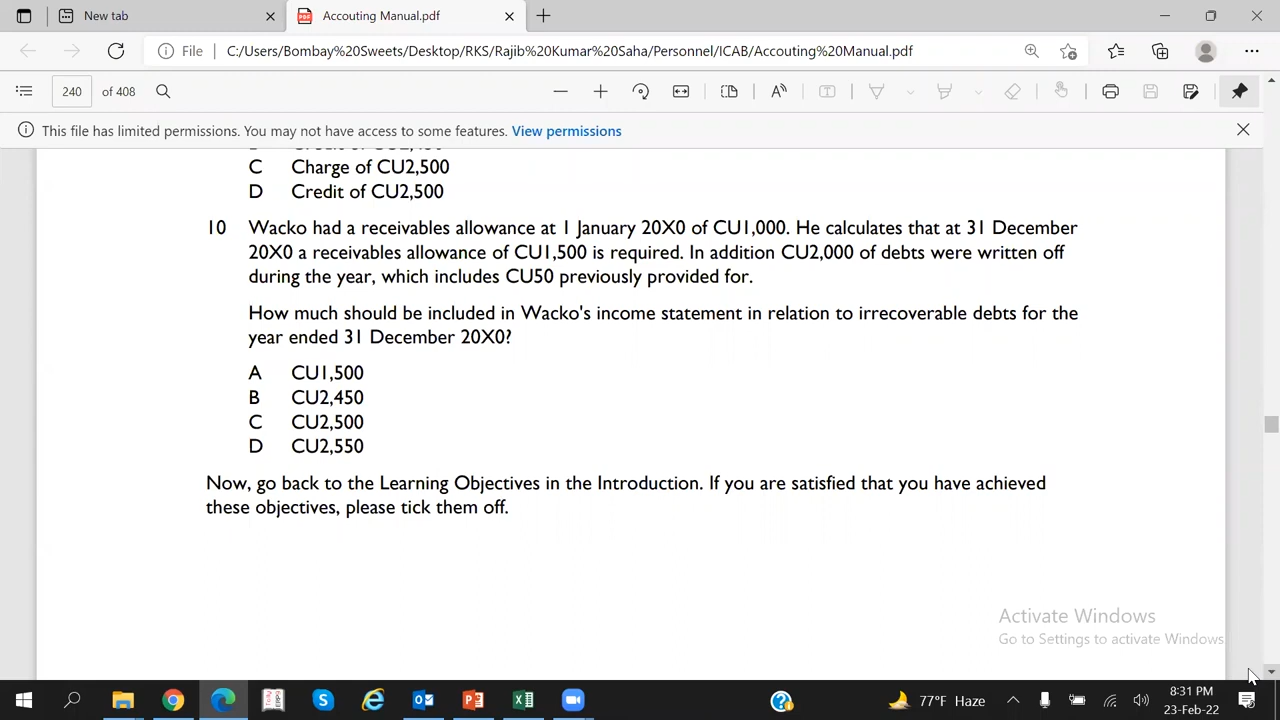 New tab
Accouting Manual.pdf
File C:/Users/Bombay%20Sweets/Desktop/RKS/Rajib%20Kumar%20Saha/Personnel/ICAB/Accouting%20Manual.pdf
240 of 408
This file has limited permissions. You may not have access to some features. View permissions
C Charge of CU2,500
D Credit of CU2,500
10 Wacko had a receivables allowance at 1 January 20X0 of CU1,000. He calculates that at 31 December
20X0 a receivables allowance of CU1,500 is required. In addition CU2,000 of debts were written off
during the year, which includes CU50 previously provided for.
How much should be included in Wacko's income statement in relation to irrecoverable debts for the
year ended 31 December 20X0?
A CU1,500
B CU2,450
C CU2,500
D CU2,550
Now, go back to the Learning Objectives in the Introduction. If you are satisfied that you have achieved
these objectives, please tick them off.
Activate Windows
Go to Settings to activate Windows
77°F Haze
8:31 PM
23-Feb-22